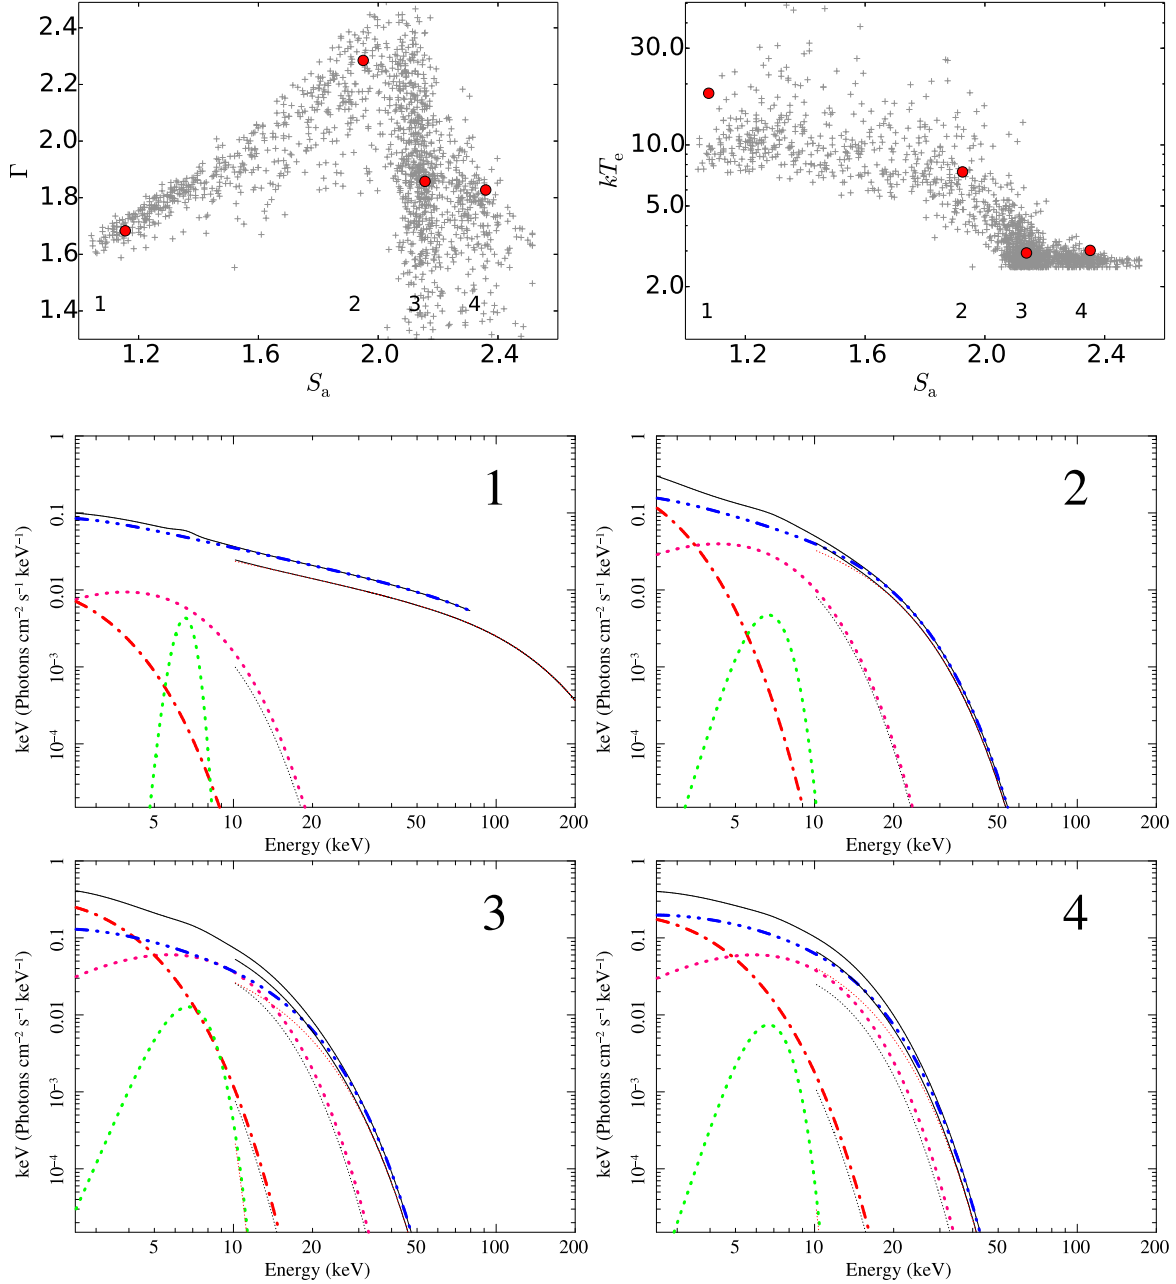 2.4
2.2
2.0
1.8
1.6
1.4
Γ
1 2 3 4
1.2 1.6 2.0 2.4
S_a
30.0
10.0
5.0
2.0
kT_e
1 2 3 4
1.2 1.6 2.0 2.4
S_a
1
0.1
0.01
10⁻³
10⁻⁴
keV (Photons cm⁻² s⁻¹ keV⁻¹)
1
5 10 20 50 100 200
Energy (keV)
1
0.1
0.01
10⁻³
10⁻⁴
keV (Photons cm⁻² s⁻¹ keV⁻¹)
2
5 10 20 50 100 200
Energy (keV)
1
0.1
0.01
10⁻³
10⁻⁴
keV (Photons cm⁻² s⁻¹ keV⁻¹)
3
5 10 20 50 100 200
Energy (keV)
1
0.1
0.01
10⁻³
10⁻⁴
keV (Photons cm⁻² s⁻¹ keV⁻¹)
4
5 10 20 50 100 200
Energy (keV)